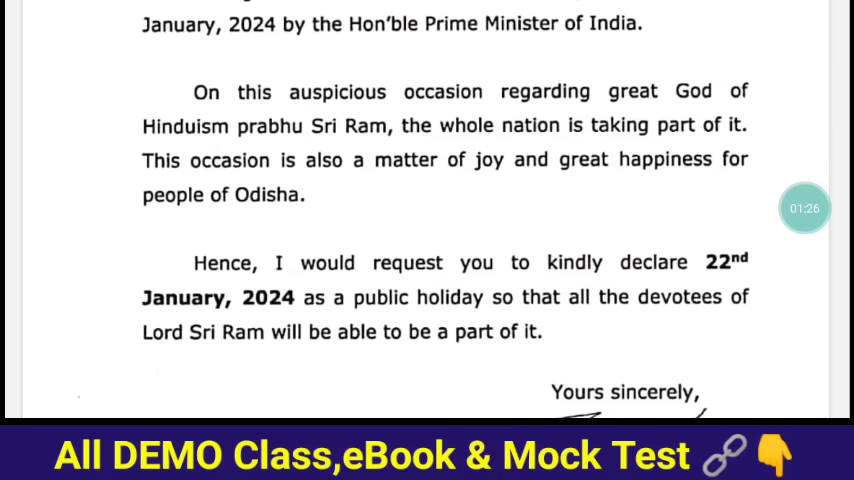 January, 2024 by the Hon'ble Prime Minister of India.
On this auspicious occasion regarding great God of
Hinduism prabhu Sri Ram, the whole nation is taking part of it.
This occasion is also a matter of joy and great happiness for
people of Odisha.
01:26
Hence, I would request you to kindly declare 22nd
January, 2024 as a public holiday so that all the devotees of
Lord Sri Ram will be able to be a part of it.
Yours sincerely,
All DEMO Class,eBook & Mock Test 🔗👇